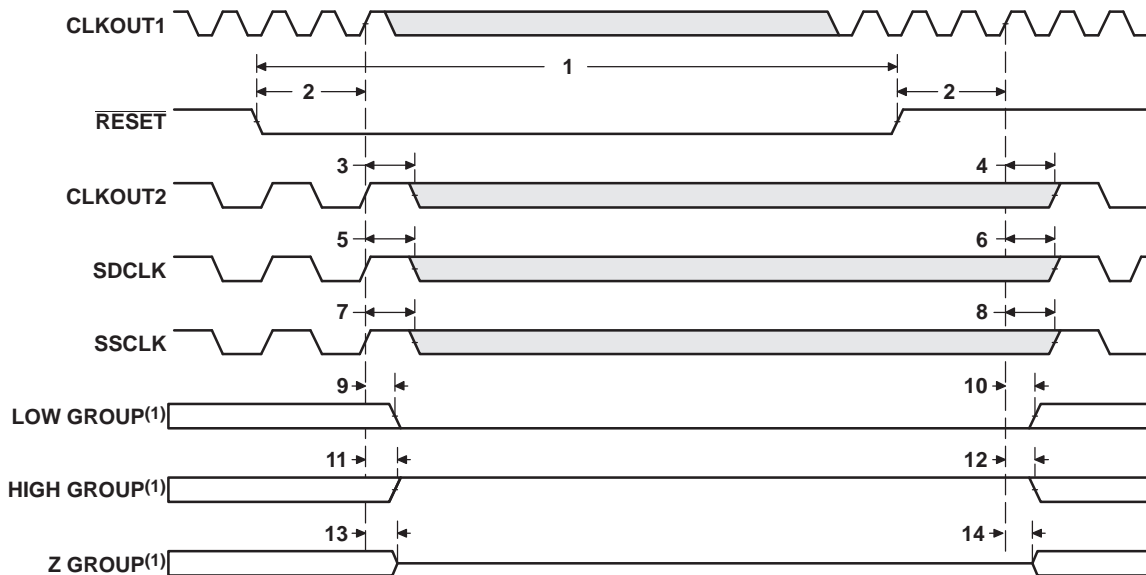 CLKOUT1
1
2 2
RESET
3 4
CLKOUT2
5 6
SDCLK
7 8
SSCLK
9 10
LOW GROUP(1)
11 12
HIGH GROUP(1)
13 14
Z GROUP(1)